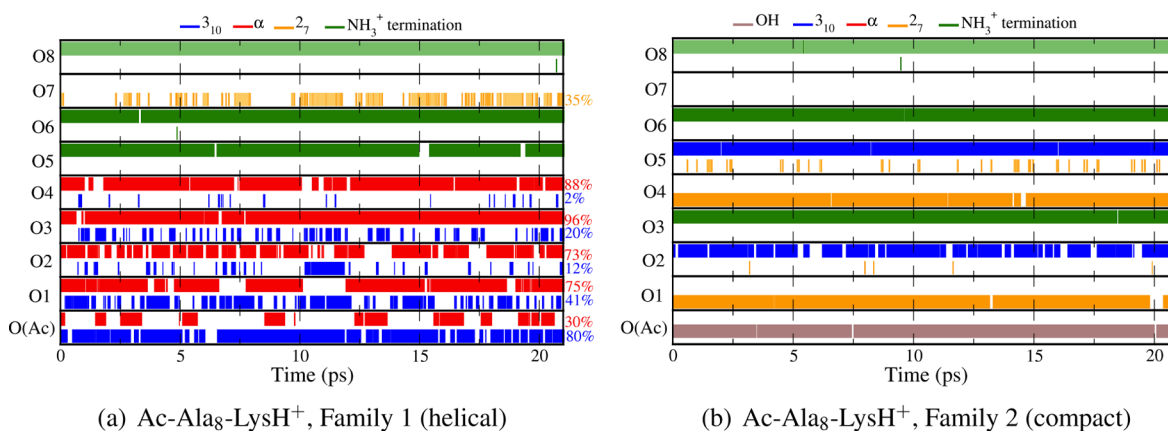 3₁₀ α 2₇ NH₃⁺ termination
O8
O7
35%
O6
O5
O4
88%
2%
O3
96%
20%
O2
73%
12%
O1
75%
41%
O(Ac)
30%
80%
0 5 10 15 20
Time (ps)
(a) Ac-Ala₈-LysH⁺, Family 1 (helical)
OH 3₁₀ α 2₇ NH₃⁺ termination
O8
O7
O6
O5
O4
O3
O2
O1
O(Ac)
0 5 10 15 20
Time (ps)
(b) Ac-Ala₈-LysH⁺, Family 2 (compact)